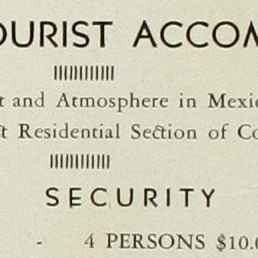 OURIST ACCOM
t and Atmosphere in Mexic
t Residential Section of Co
SECURITY
- 4 PERSONS $10.0